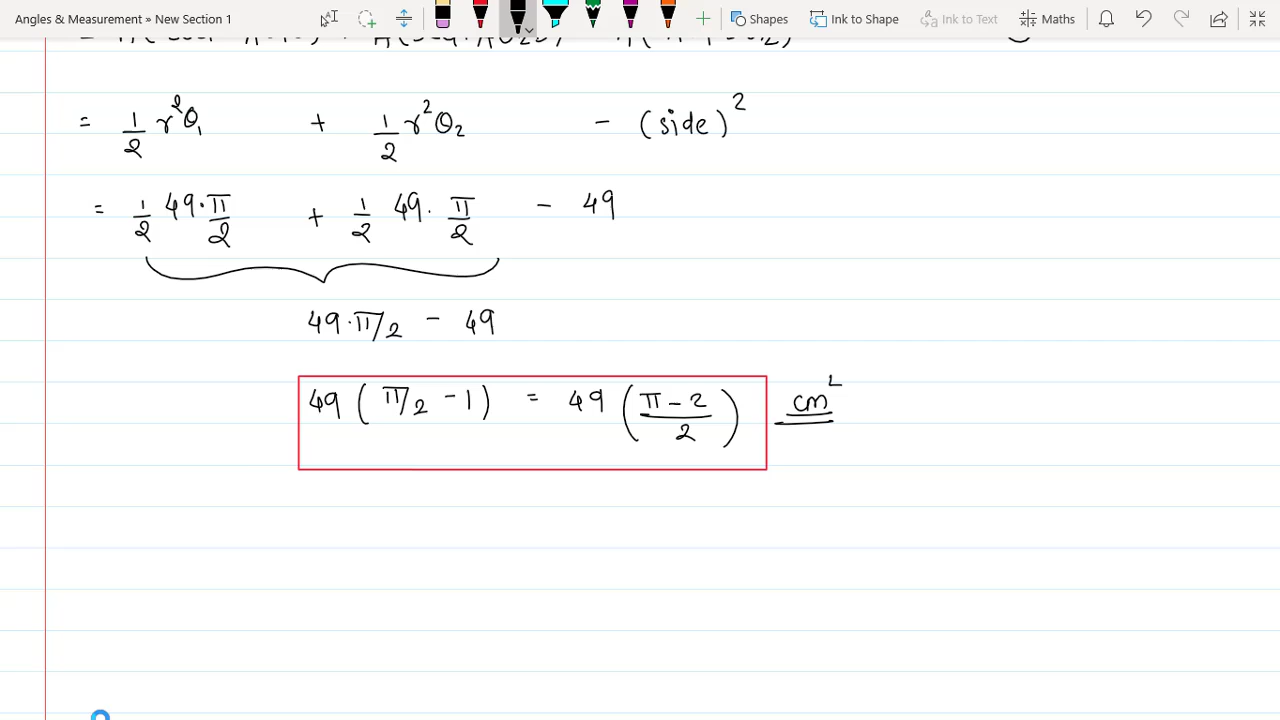 Angles & Measurement » New Section 1 Shapes Ink to Shape Ink to Text Maths
= 1/2 r²θ₁ + 1/2 r²θ₂ - (side)²
= 1/2 49·π/2 + 1/2 49·π/2 - 49
49·π/2 - 49
49(π/2 - 1) = 49((π-2)/2) cm²